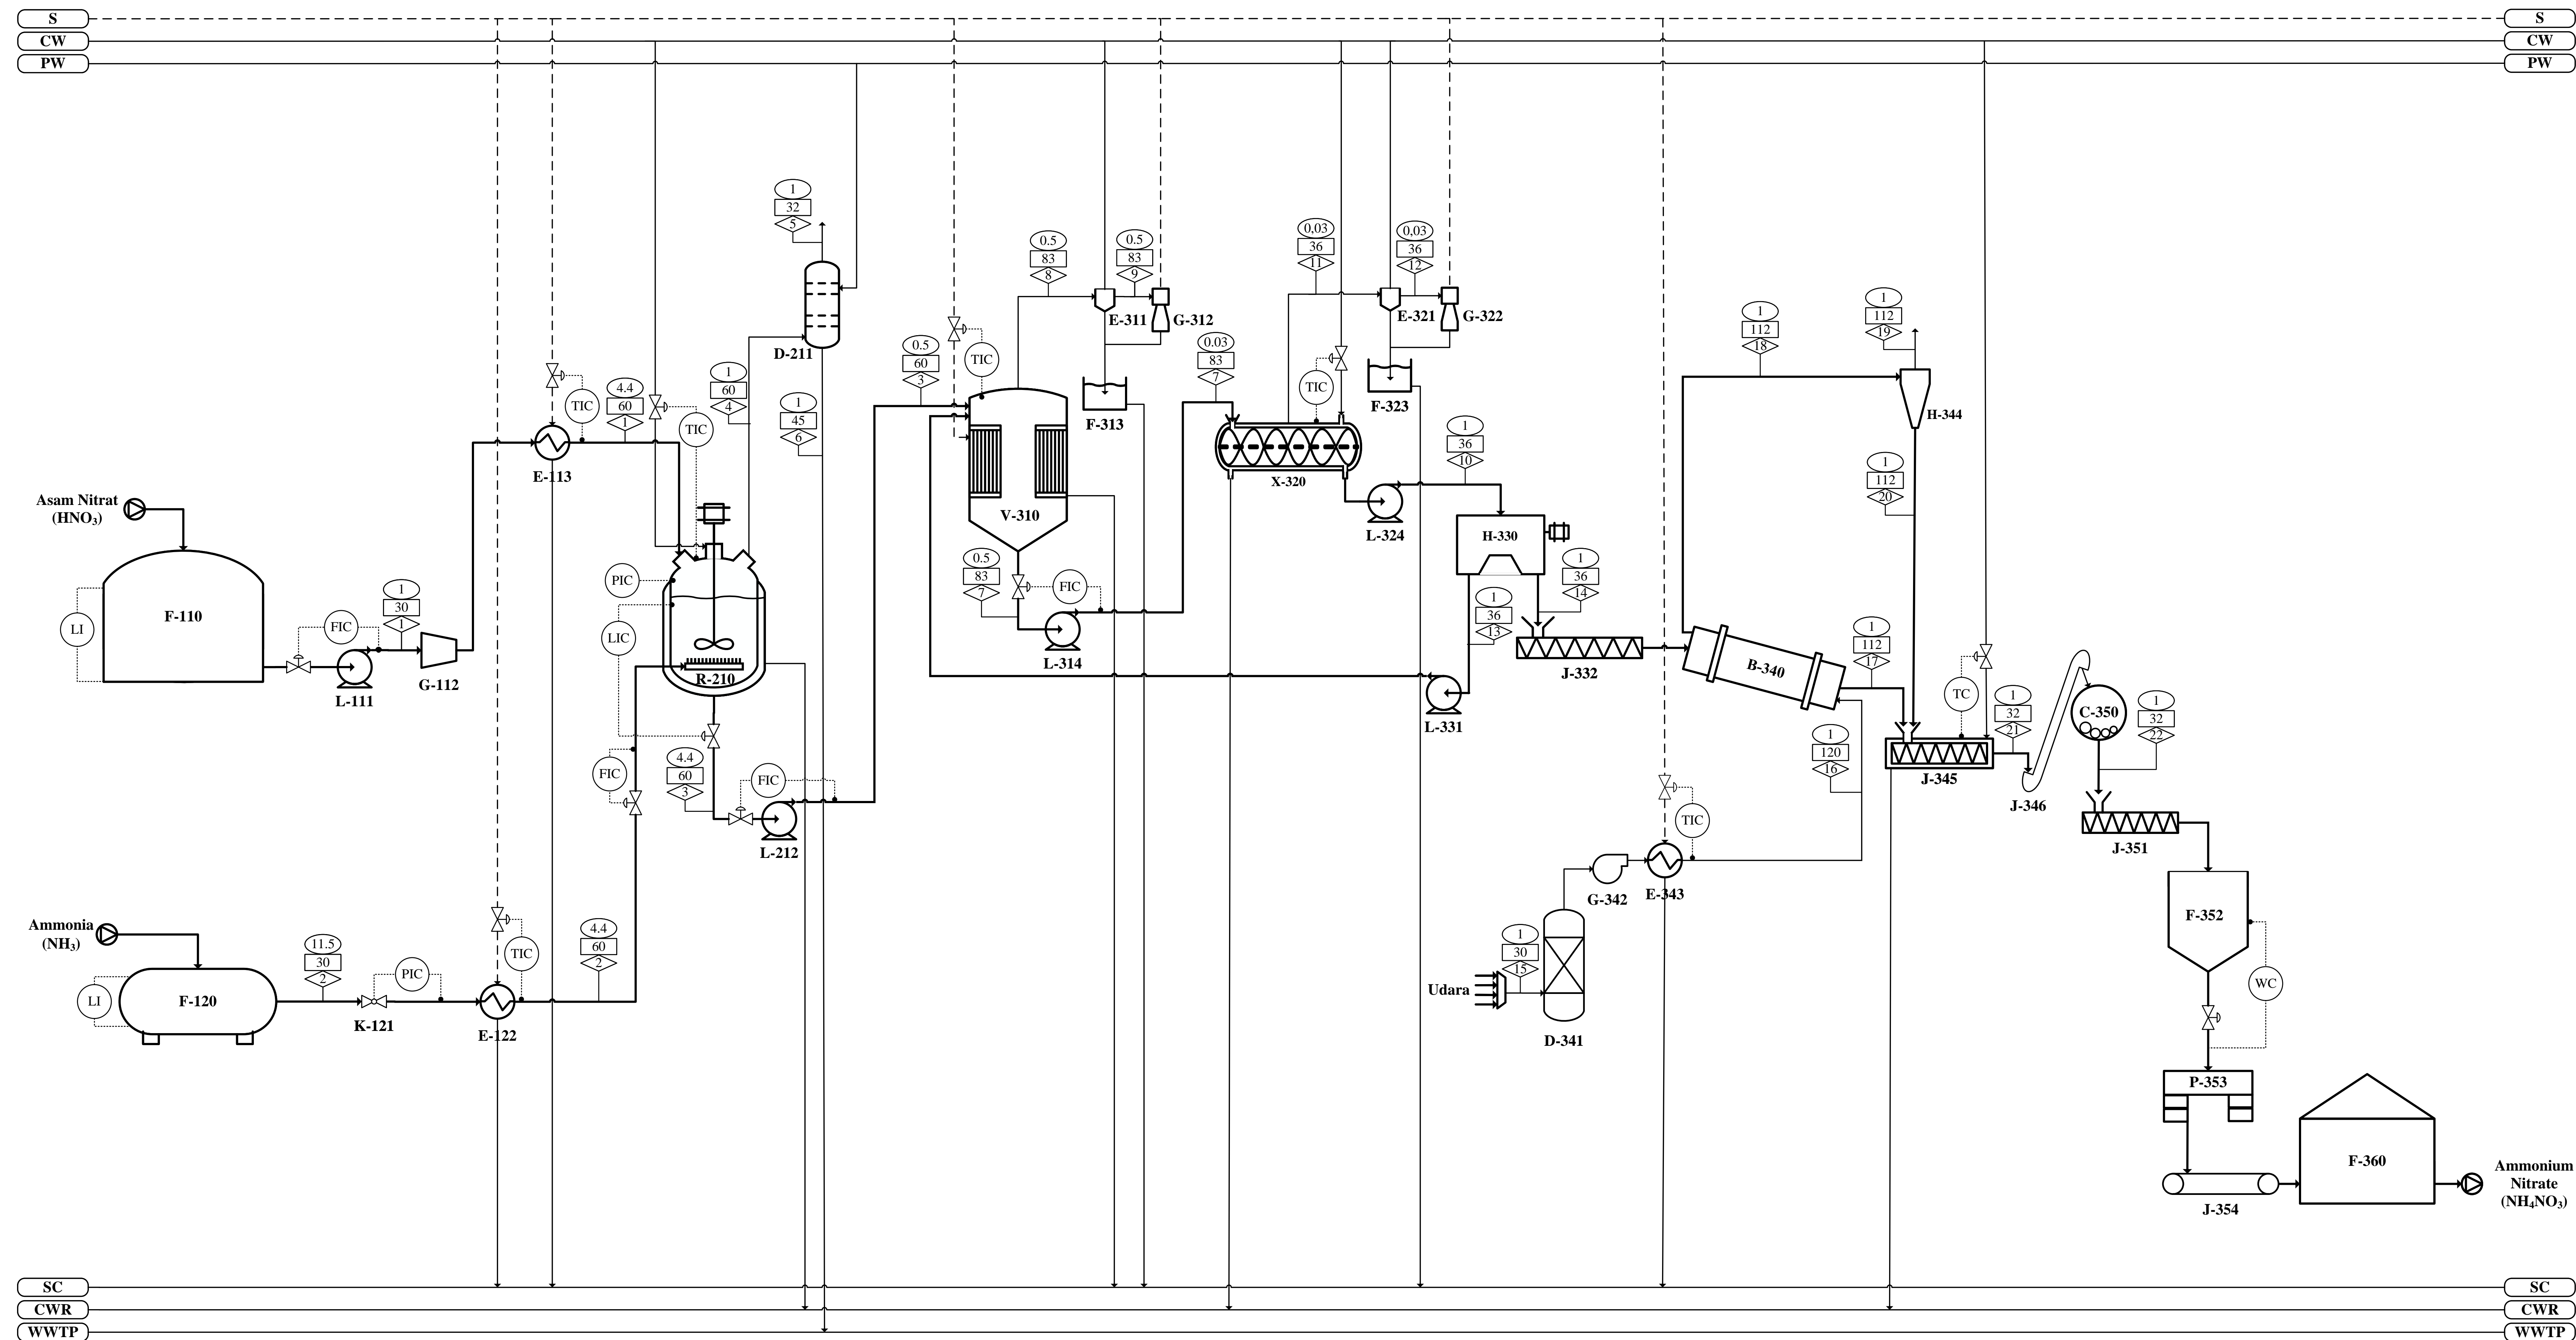 S
S
CW
CW
PW
PW
1
32
5
D-211
0.5
83
8
0.5
83
9
E-311
G-312
F-313
0,03
36
11
0,03
36
12
E-321
G-322
F-323
TIC
1
112
18
1
112
19
H-344
1
112
20
4.4
60
1
TIC
E-113
TIC
1
60
4
1
45
6
0.5
60
3
TIC
0.03
83
7
TIC
X-320
1
36
10
L-324
Asam Nitrat
(HNO3)
F-110
LI
FIC
1
30
1
L-111
G-112
PIC
LIC
R-210
FIC
4.4
60
3
FIC
L-212
V-310
0.5
83
7
FIC
L-314
H-330
1
36
14
1
36
13
L-331
J-332
B-340
1
112
17
1
120
16
TC
J-345
1
32
21
J-346
C-350
1
32
22
J-351
F-352
WC
P-353
J-354
F-360
Ammonium
Nitrate
(NH4NO3)
Ammonia
(NH3)
LI
F-120
11.5
30
2
PIC
K-121
TIC
E-122
4.4
60
2
Udara
1
30
15
D-341
G-342
E-343
TIC
SC
SC
CWR
CWR
WWTP
WWTP